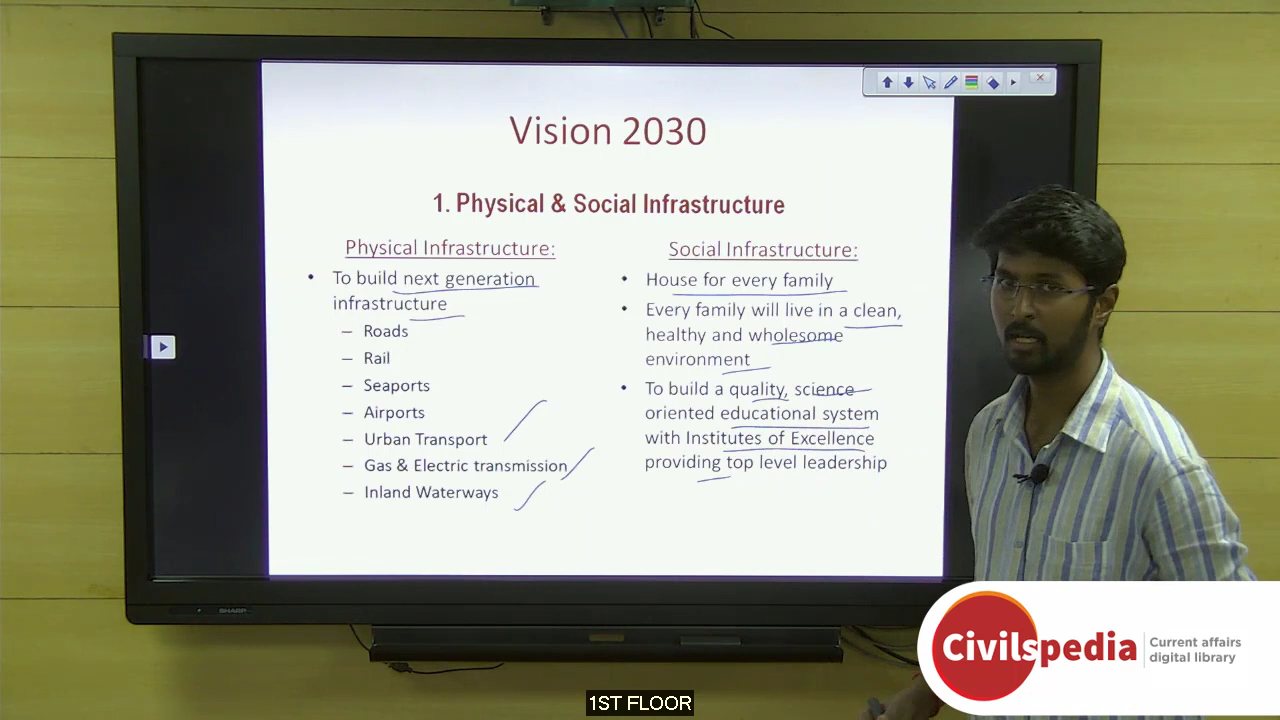 Vision 2030
1. Physical & Social Infrastructure
Physical Infrastructure:
• To build next generation
infrastructure
– Roads
– Rail
– Seaports
– Airports
– Urban Transport
– Gas & Electric transmission
– Inland Waterways
Social Infrastructure:
• House for every family
• Every family will live in a clean,
healthy and wholesome
environment
• To build a quality, science
oriented educational system
with Institutes of Excellence
providing top level leadership
SHARP
Civilspedia
Current affairs
digital library
1ST FLOOR